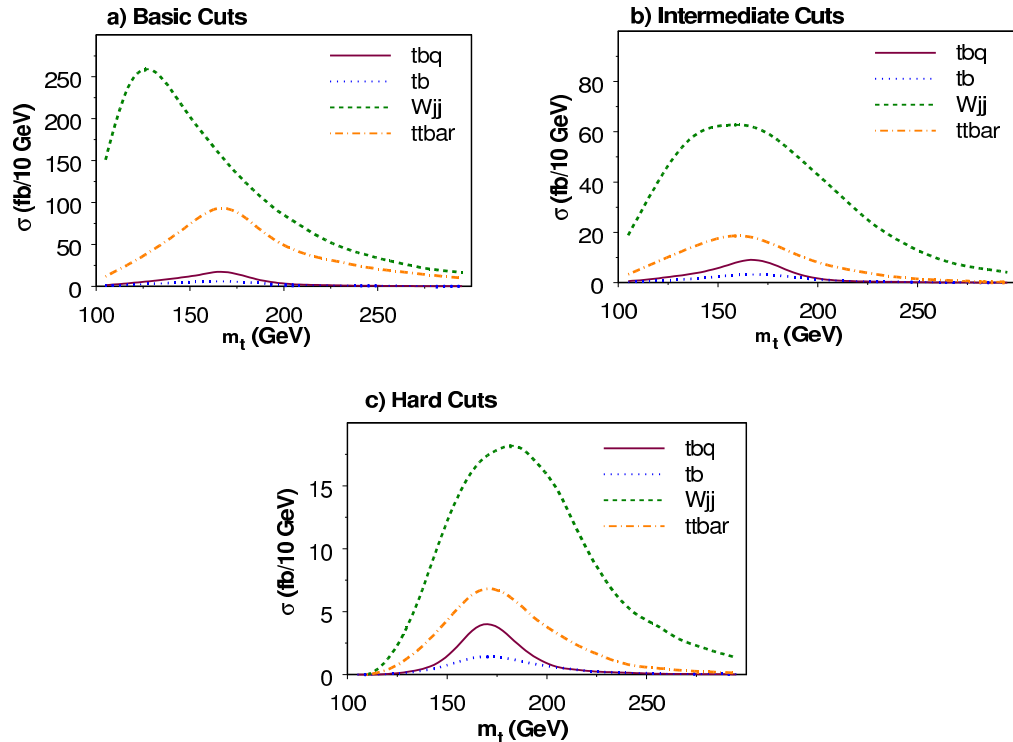 a) Basic Cuts
σ (fb/10 GeV)
250
200
150
100
50
0
100
150
200
250
m_t (GeV)
tbq
tb
Wjj
ttbar
b) Intermediate Cuts
σ (fb/10 GeV)
80
60
40
20
0
100
150
200
250
m_t (GeV)
tbq
tb
Wjj
ttbar
c) Hard Cuts
σ (fb/10 GeV)
15
10
5
0
100
150
200
250
m_t (GeV)
tbq
tb
Wjj
ttbar